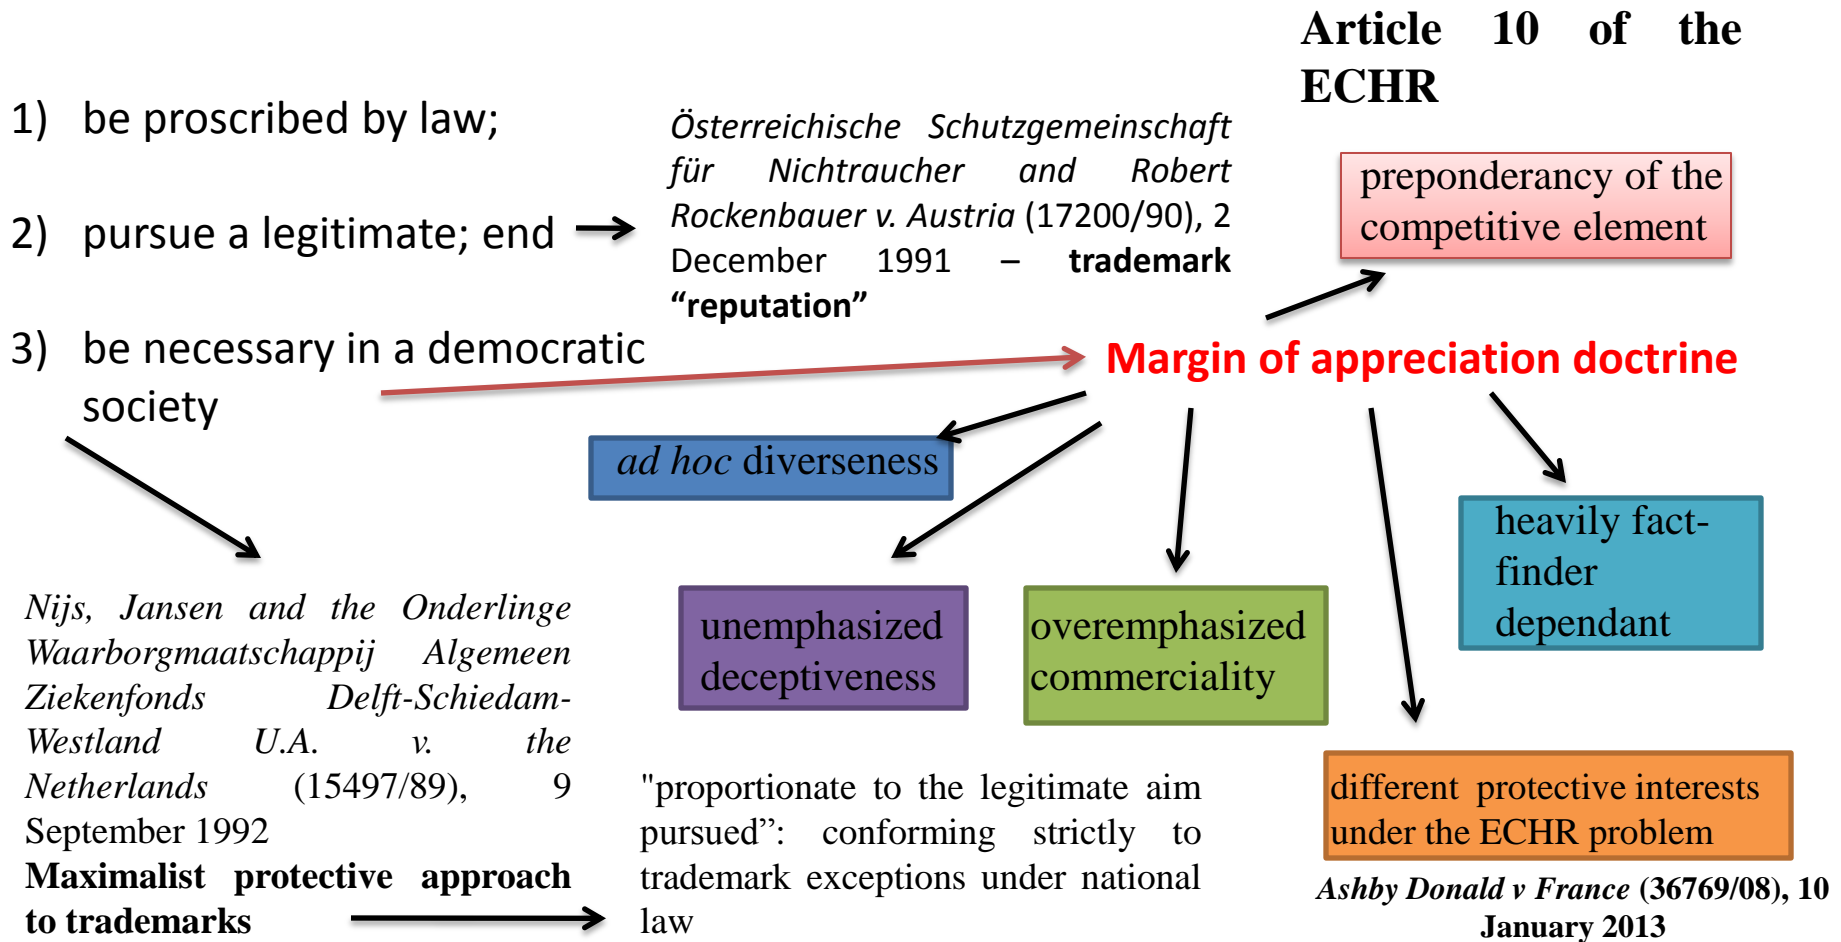 Article 10 of the
ECHR
1) be proscribed by law;
2) pursue a legitimate; end
3) be necessary in a democratic
society
Österreichische Schutzgemeinschaft
für Nichtraucher and Robert
Rockenbauer v. Austria (17200/90), 2
December 1991 – trademark
“reputation”
preponderancy of the
competitive element
Margin of appreciation doctrine
ad hoc diverseness
heavily fact-
finder
dependant
unemphasized
deceptiveness
overemphasized
commerciality
Nijs, Jansen and the Onderlinge
Waarborgmaatschappij Algemeen
Ziekenfonds Delft-Schiedam-
Westland U.A. v. the
Netherlands (15497/89), 9
September 1992
Maximalist protective approach
to trademarks
"proportionate to the legitimate aim
pursued”: conforming strictly to
trademark exceptions under national
law
different protective interests
under the ECHR problem
Ashby Donald v France (36769/08), 10
January 2013